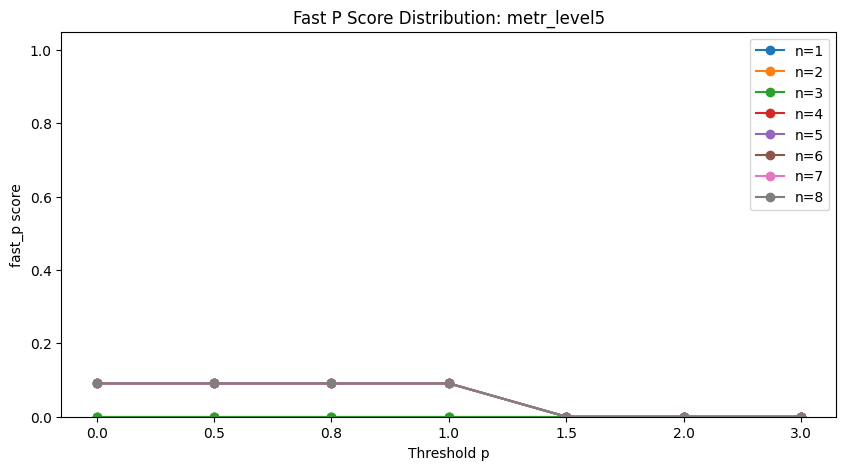 Fast P Score Distribution: metr_level5
fast_p score
1.0
0.8
0.6
0.4
0.2
0.0
0.0 0.5 0.8 1.0 1.5 2.0 3.0
Threshold p
n=1
n=2
n=3
n=4
n=5
n=6
n=7
n=8